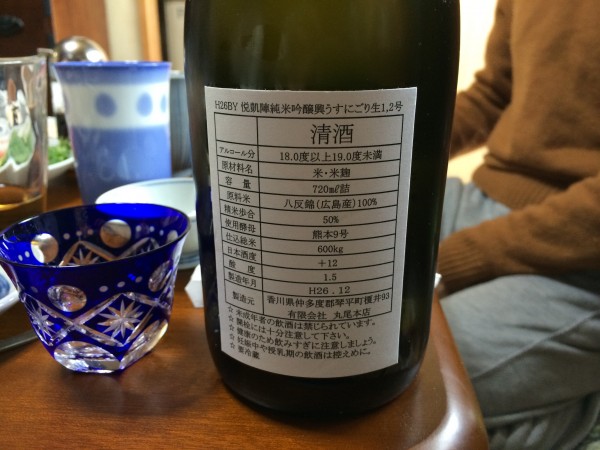 H26BY 悦凱陣純米吟醸興うすにごり生1,2号
清酒
アルコール分 18.0度以上19.0度未満
原材料名 米・米麹
容量 720mℓ詰
原料米 八反錦(広島産)100%
精米歩合 50%
使用酵母 熊本9号
仕込総米 600kg
日本酒度 +12
酸度 1.5
製造年月 H26.12
製造元 香川県仲多度郡琴平町榎井93
有限会社 丸尾本店
☆未成年者の飲酒は禁じられています。
☆開栓には十分注意して下さい。
☆健康のため飲みすぎに注意しましょう。
☆妊娠中や授乳期の飲酒は控えめに。
☆要冷蔵